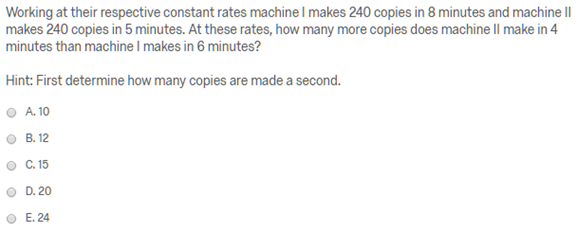 Working at their respective constant rates machine I makes 240 copies in 8 minutes and machine II
makes 240 copies in 5 minutes. At these rates, how many more copies does machine II make in 4
minutes than machine I makes in 6 minutes?
Hint: First determine how many copies are made a second.
A. 10
B. 12
C. 15
D. 20
E. 24